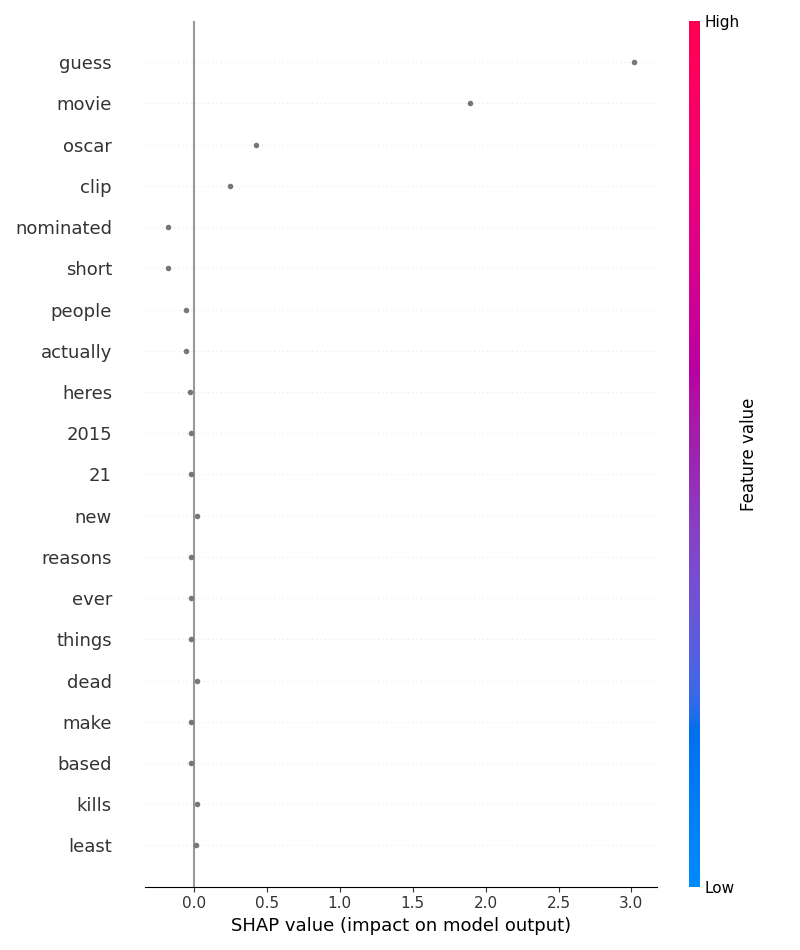 High
guess
movie
oscar
clip
nominated
short
people
actually
heres
2015
21
new
reasons
ever
things
dead
make
based
kills
least
Feature value
Low
0.0 0.5 1.0 1.5 2.0 2.5 3.0
SHAP value (impact on model output)